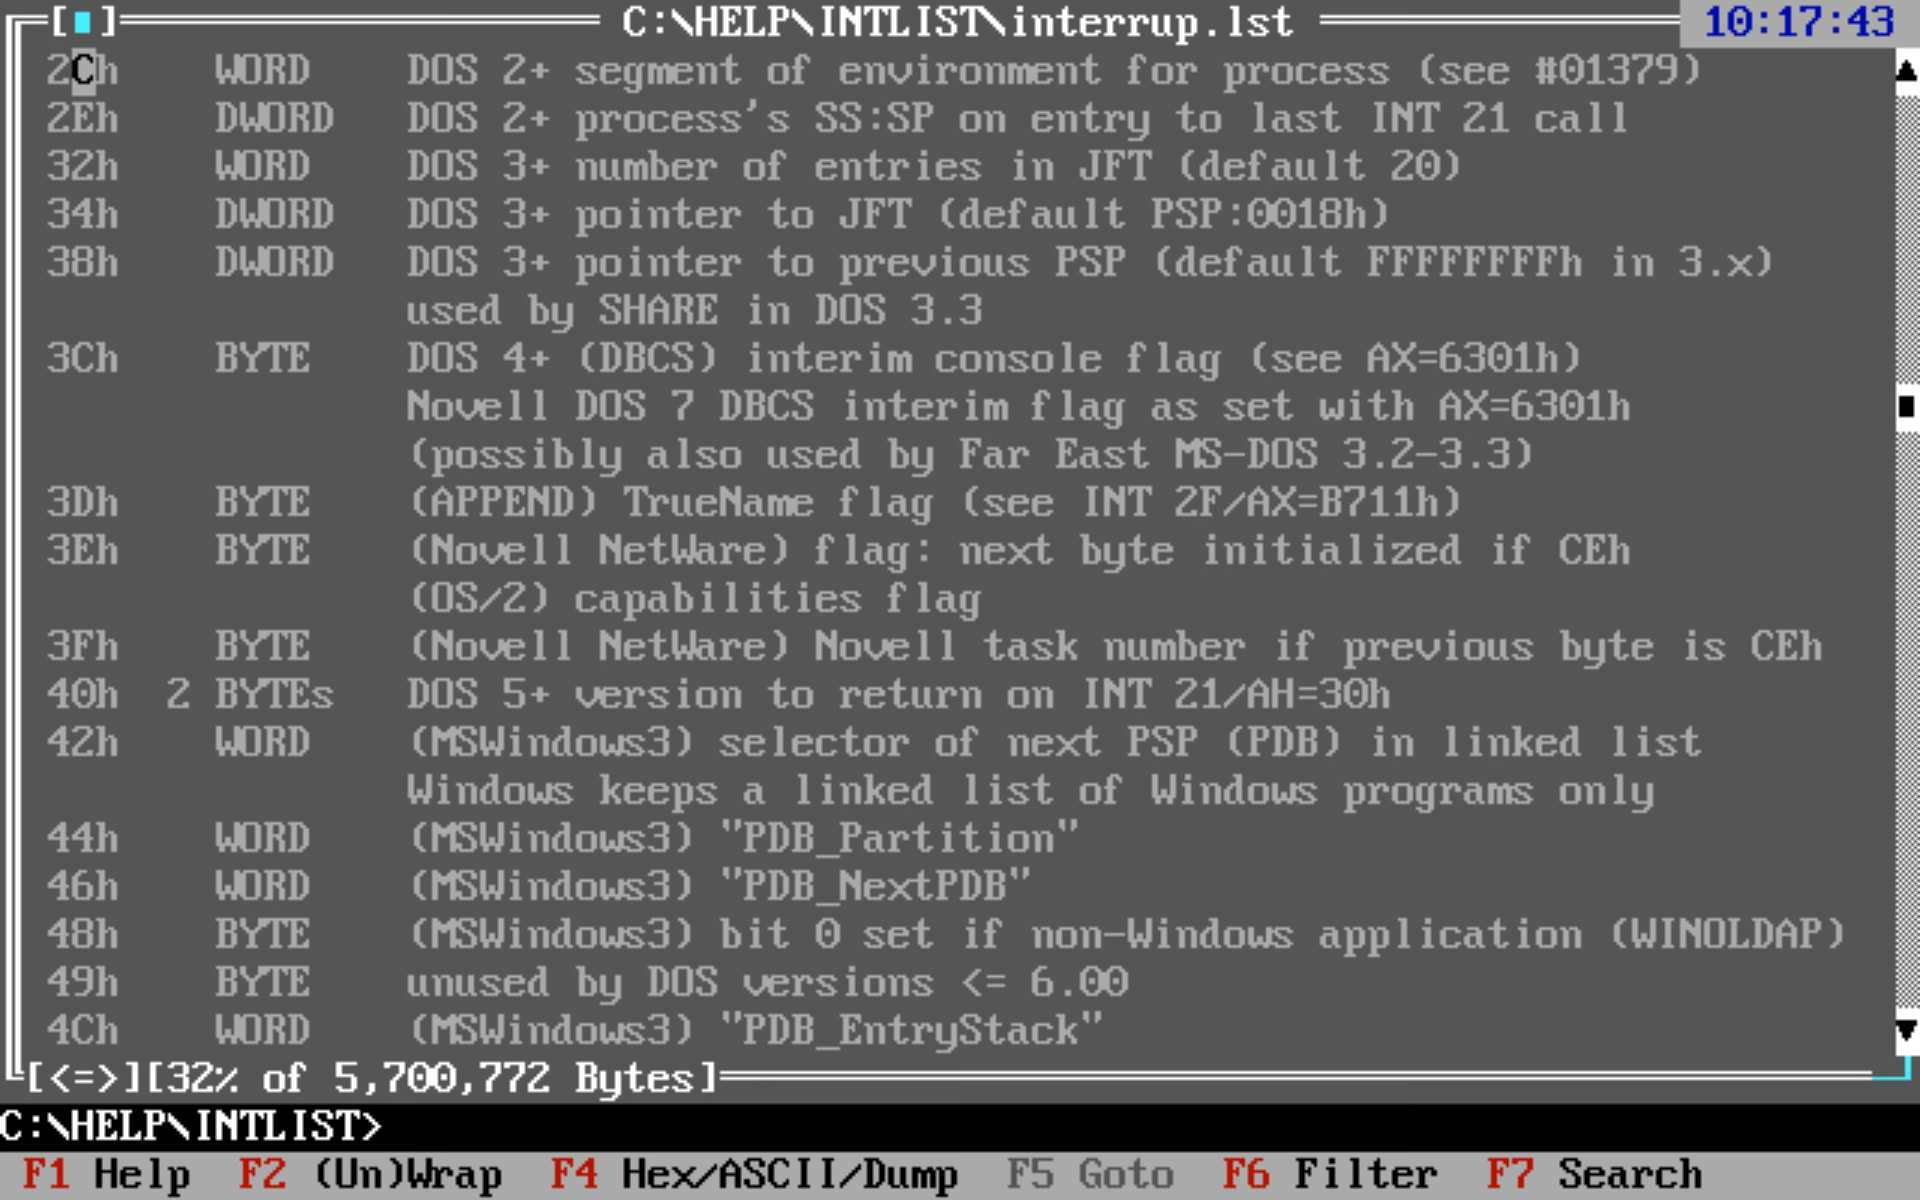 [■] C:\HELP\INTLIST\interrup.lst 10:17:43
2Ch WORD DOS 2+ segment of environment for process (see #01379)
2Eh DWORD DOS 2+ process's SS:SP on entry to last INT 21 call
32h WORD DOS 3+ number of entries in JFT (default 20)
34h DWORD DOS 3+ pointer to JFT (default PSP:0018h)
38h DWORD DOS 3+ pointer to previous PSP (default FFFFFFFFh in 3.x)
used by SHARE in DOS 3.3
3Ch BYTE DOS 4+ (DBCS) interim console flag (see AX=6301h)
Novell DOS 7 DBCS interim flag as set with AX=6301h
(possibly also used by Far East MS-DOS 3.2-3.3)
3Dh BYTE (APPEND) TrueName flag (see INT 2F/AX=B711h)
3Eh BYTE (Novell NetWare) flag: next byte initialized if CEh
(OS/2) capabilities flag
3Fh BYTE (Novell NetWare) Novell task number if previous byte is CEh
40h 2 BYTEs DOS 5+ version to return on INT 21/AH=30h
42h WORD (MSWindows3) selector of next PSP (PDB) in linked list
Windows keeps a linked list of Windows programs only
44h WORD (MSWindows3) "PDB_Partition"
46h WORD (MSWindows3) "PDB_NextPDB"
48h BYTE (MSWindows3) bit 0 set if non-Windows application (WINOLDAP)
49h BYTE unused by DOS versions <= 6.00
4Ch WORD (MSWindows3) "PDB_EntryStack"
[<=>][32% of 5,700,772 Bytes]
C:\HELP\INTLIST>
F1 Help F2 (Un)Wrap F4 Hex/ASCII/Dump F5 Goto F6 Filter F7 Search